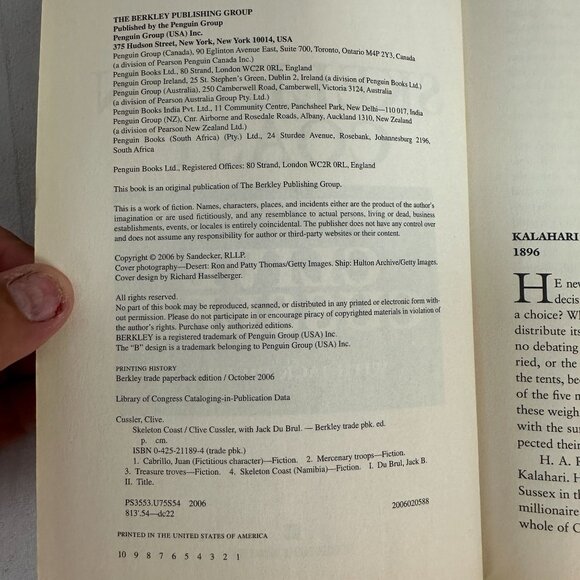 THE BERKLEY PUBLISHING GROUP
Published by the Penguin Group
Penguin Group (USA) Inc.
375 Hudson Street, New York, New York 10014, USA
Penguin Group (Canada), 90 Eglinton Avenue East, Suite 700, Toronto, Ontario M4P 2Y3, Canada
(a division of Pearson Penguin Canada Inc.)
Penguin Books Ltd., 80 Strand, London WC2R 0RL, England
Penguin Group Ireland, 25 St. Stephen's Green, Dublin 2, Ireland (a division of Penguin Books Ltd.)
Penguin Group (Australia), 250 Camberwell Road, Camberwell, Victoria 3124, Australia
(a division of Pearson Australia Group Pty. Ltd.)
Penguin Books India Pvt. Ltd., 11 Community Centre, Panchsheel Park, New Delhi—110 017, India
Penguin Group (NZ), Cnr. Airborne and Rosedale Roads, Albany, Auckland 1310, New Zealand
(a division of Pearson New Zealand Ltd.)
Penguin Books (South Africa) (Pty.) Ltd., 24 Sturdee Avenue, Rosebank, Johannesburg 2196,
South Africa
Penguin Books Ltd., Registered Offices: 80 Strand, London WC2R 0RL, England
This book is an original publication of The Berkley Publishing Group.
This is a work of fiction. Names, characters, places, and incidents either are the product of the author's
imagination or are used fictitiously, and any resemblance to actual persons, living or dead, business
establishments, events, or locales is entirely coincidental. The publisher does not have any control over
and does not assume any responsibility for author or third-party websites or their content.
Copyright © 2006 by Sandecker, RLLP.
Cover photography—Desert: Ron and Patty Thomas/Getty Images. Ship: Hulton Archive/Getty Images.
Cover design by Richard Hasselberger.
All rights reserved.
No part of this book may be reproduced, scanned, or distributed in any printed or electronic form with-
out permission. Please do not participate in or encourage piracy of copyrighted materials in violation of
the author's rights. Purchase only authorized editions.
BERKLEY is a registered trademark of Penguin Group (USA) Inc.
The "B" design is a trademark belonging to Penguin Group (USA) Inc.
PRINTING HISTORY
Berkley trade paperback edition / October 2006
Library of Congress Cataloging-in-Publication Data
Cussler, Clive.
Skeleton Coast / Clive Cussler, with Jack Du Brul. — Berkley trade pbk. ed.
p. cm.
ISBN 0-425-21189-4 (trade pbk.)
1. Cabrillo, Juan (Fictitious character)—Fiction. 2. Mercenary troops—Fiction.
3. Treasure troves—Fiction. 4. Skeleton Coast (Namibia)—Fiction. I. Du Brul, Jack B.
II. Title.
PS3553.U75S54 2006
813'.54—dc22 2006020588
PRINTED IN THE UNITED STATES OF AMERICA
10 9 8 7 6 5 4 3 2 1
KALAHARI
1896
HE nev
decis
a choice? Wh
distribute its
no debating
ried, or the
the tents, bec
of the five m
these weigh
with the su
pected their
H. A. R
Kalahari. H
Sussex in th
millionaire
whole of C